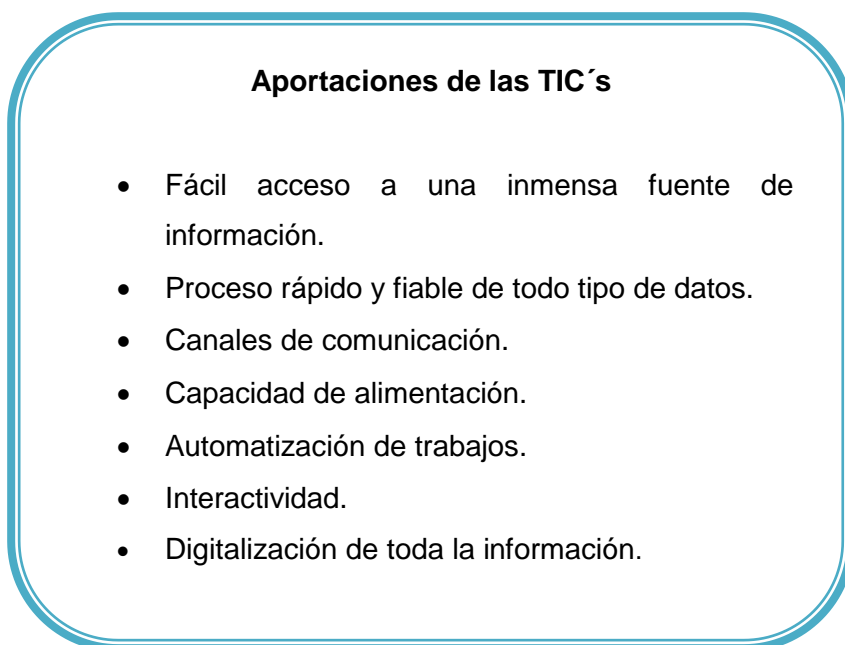 Aportaciones de las TIC´s
• Fácil acceso a una inmensa fuente de
información.
• Proceso rápido y fiable de todo tipo de datos.
• Canales de comunicación.
• Capacidad de alimentación.
• Automatización de trabajos.
• Interactividad.
• Digitalización de toda la información.